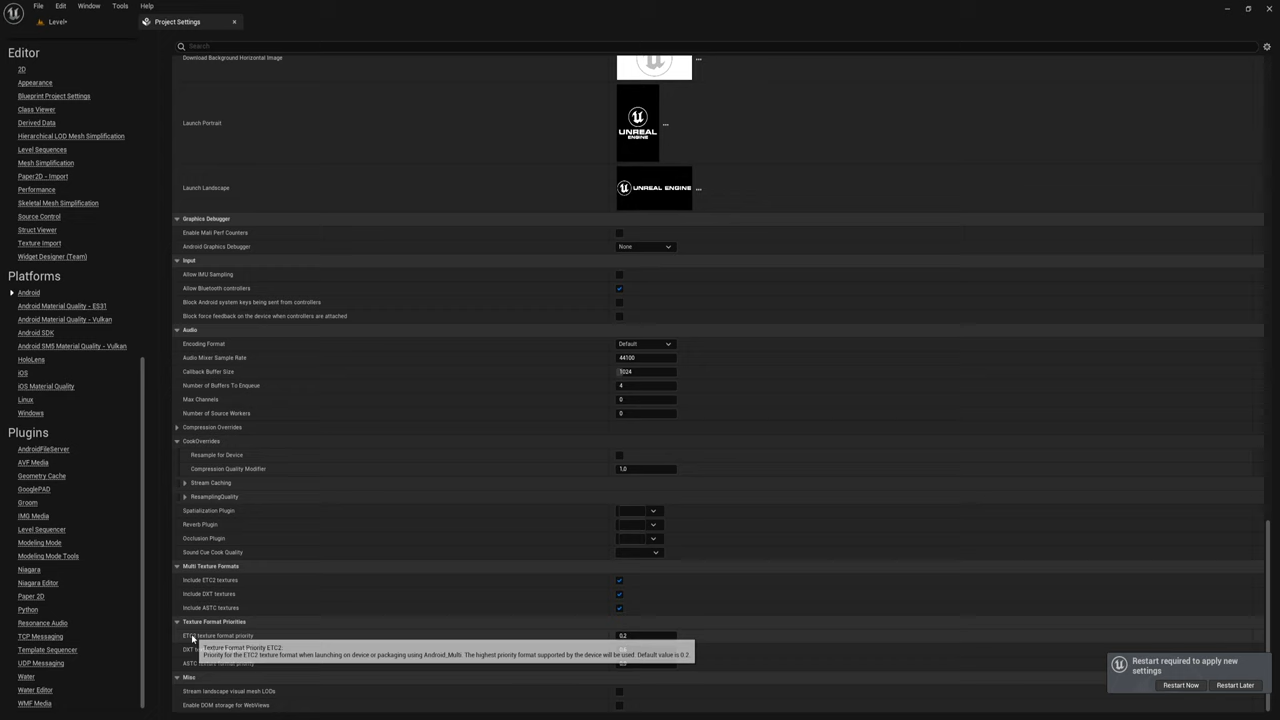 File Edit Window Tools Help
Level*
Project Settings
Search
Editor
2D
Appearance
Blueprint Project Settings
Class Viewer
Derived Data
Hierarchical LOD Mesh Simplification
Level Sequences
Mesh Simplification
Paper2D - Import
Performance
Skeletal Mesh Simplification
Source Control
Struct Viewer
Texture Import
Widget Designer (Team)
Platforms
Android
Android Material Quality - ES31
Android Material Quality - Vulkan
Android SDK
Android SM5 Material Quality - Vulkan
HoloLens
iOS
iOS Material Quality
Linux
Windows
Plugins
AndroidFileServer
AVF Media
Geometry Cache
GooglePAD
Groom
IMG Media
Level Sequencer
Modeling Mode
Modeling Mode Tools
Niagara
Niagara Editor
Paper 2D
Python
Resonance Audio
TCP Messaging
Template Sequencer
UDP Messaging
Water
Water Editor
WMF Media
Download Background Horizontal Image
Launch Portrait
UNREAL
ENGINE
Launch Landscape
UNREAL ENGINE
Graphics Debugger
Enable Mali Perf Counters
Android Graphics Debugger None
Input
Allow IMU Sampling
Allow Bluetooth controllers
Block Android system keys being sent from controllers
Block force feedback on the device when controllers are attached
Audio
Encoding Format Default
Audio Mixer Sample Rate 44100
Callback Buffer Size 1024
Number of Buffers To Enqueue 4
Max Channels 0
Number of Source Workers 0
Compression Overrides
CookOverrides
Resample for Device
Compression Quality Modifier 1.0
Stream Caching
ResamplingQuality
Spatialization Plugin
Reverb Plugin
Occlusion Plugin
Sound Cue Cook Quality
Multi Texture Formats
Include ETC2 textures
Include DXT textures
Include ASTC textures
Texture Format Priorities
ETC2 texture format priority 0.2
Texture Format Priority ETC2:
Priority for the ETC2 texture format when launching on device or packaging using Android_Multi. The highest priority format supported by the device will be used. Default value is 0.2.
DXT
ASTC texture format priority
Misc
Stream landscape visual mesh LODs
Enable DOM storage for WebViews
Restart required to apply new
settings
Restart Now Restart Later